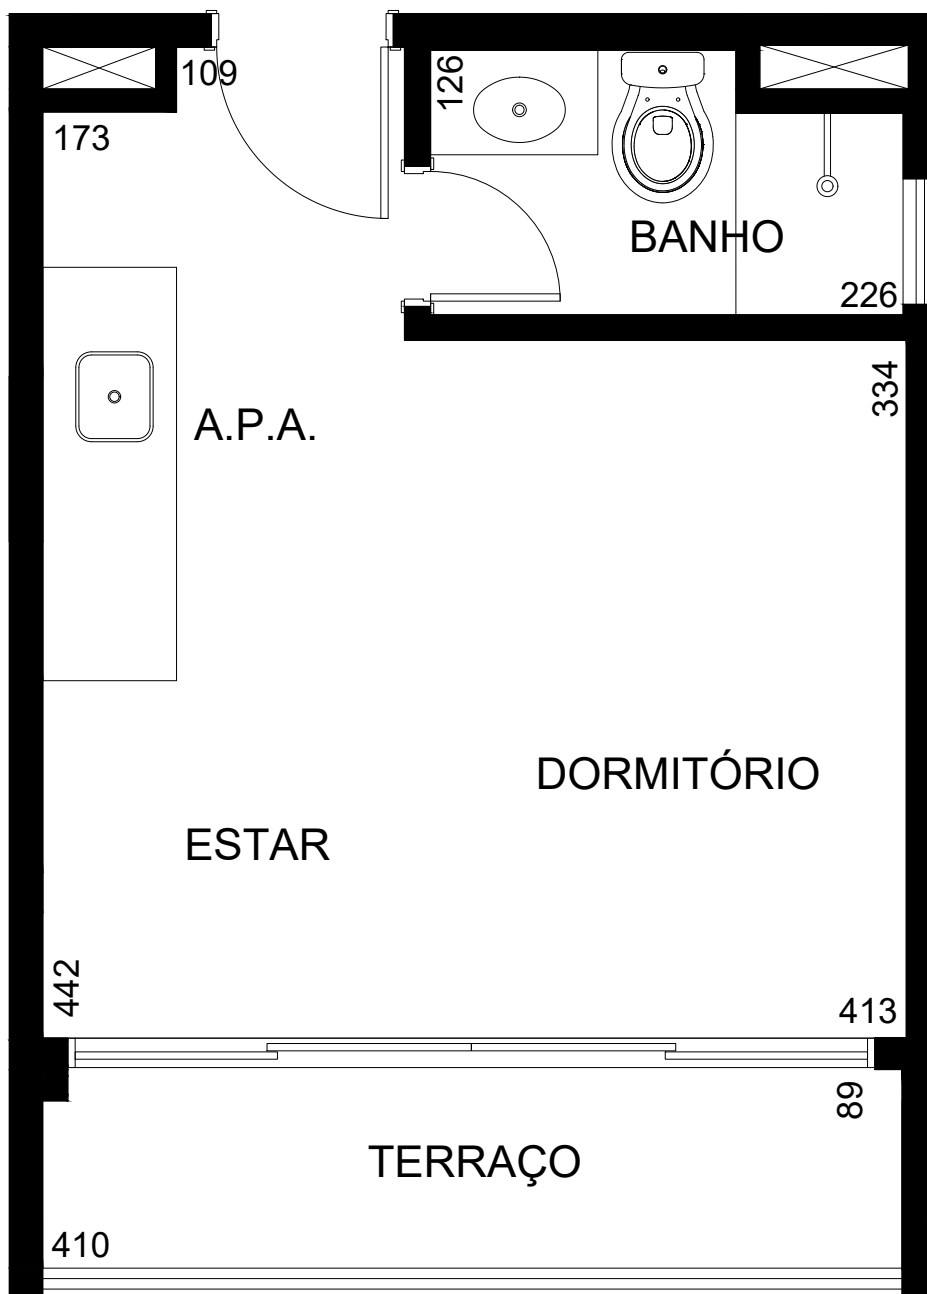 109
126
173
BANHO
226
334
A.P.A.
DORMITÓRIO
ESTAR
442
413
89
TERRAÇO
410